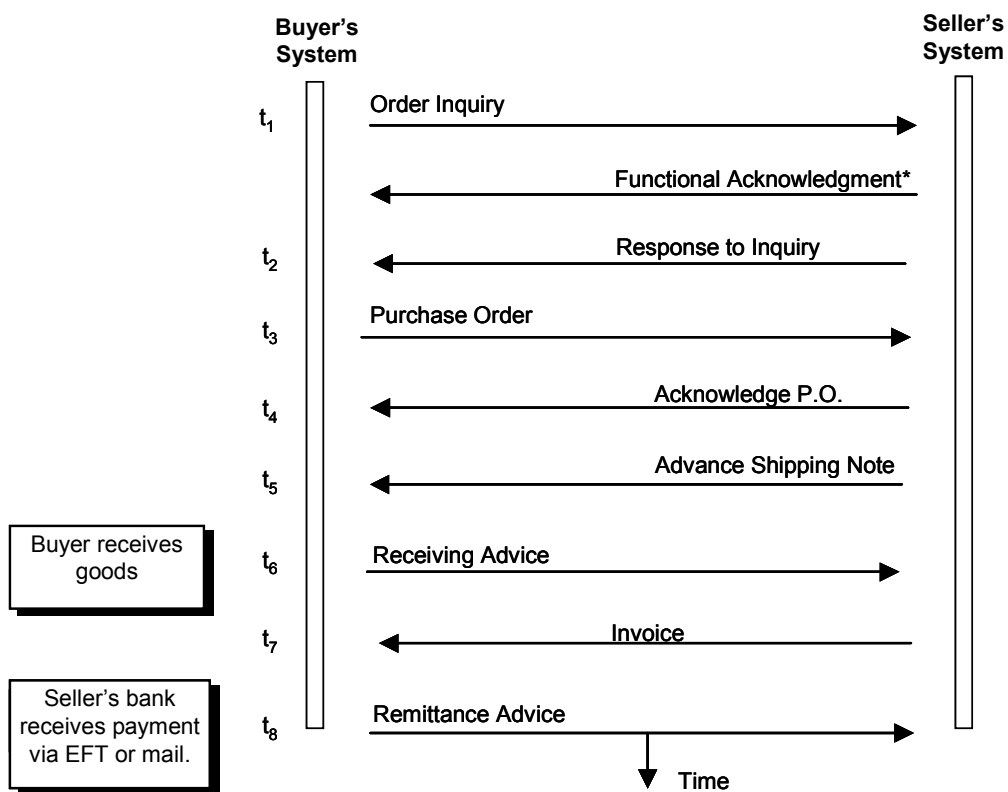 Buyer's
System
Seller's
System
t1
Order Inquiry
Functional Acknowledgment*
t2
Response to Inquiry
t3
Purchase Order
t4
Acknowledge P.O.
t5
Advance Shipping Note
Buyer receives
goods
t6
Receiving Advice
t7
Invoice
Seller's bank
receives payment
via EFT or mail.
t8
Remittance Advice
Time